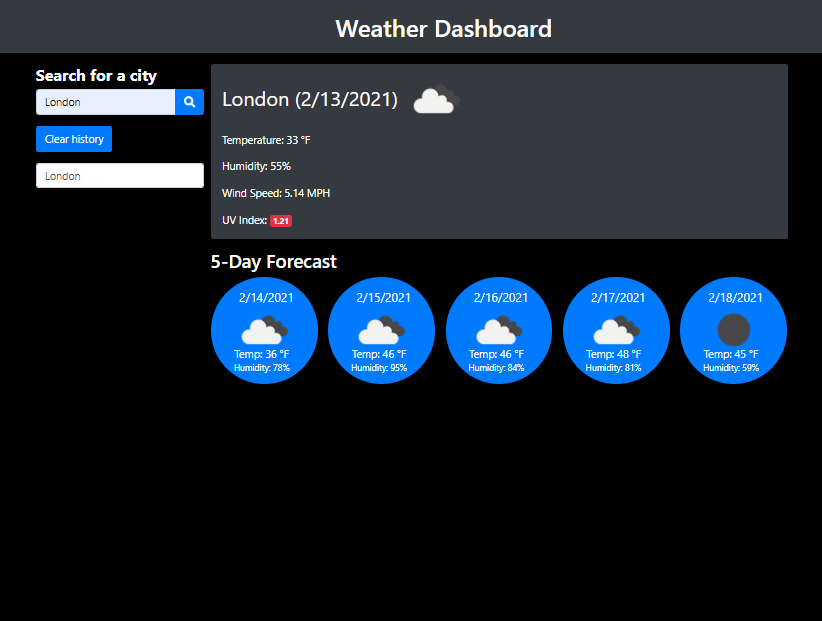 Weather Dashboard
Search for a city
London
Clear history
London
London (2/13/2021)
Temperature: 33 °F
Humidity: 55%
Wind Speed: 5.14 MPH
UV Index: 1.21
5-Day Forecast
2/14/2021
Temp: 36 °F
Humidity: 78%
2/15/2021
Temp: 46 °F
Humidity: 95%
2/16/2021
Temp: 46 °F
Humidity: 84%
2/17/2021
Temp: 48 °F
Humidity: 81%
2/18/2021
Temp: 45 °F
Humidity: 59%